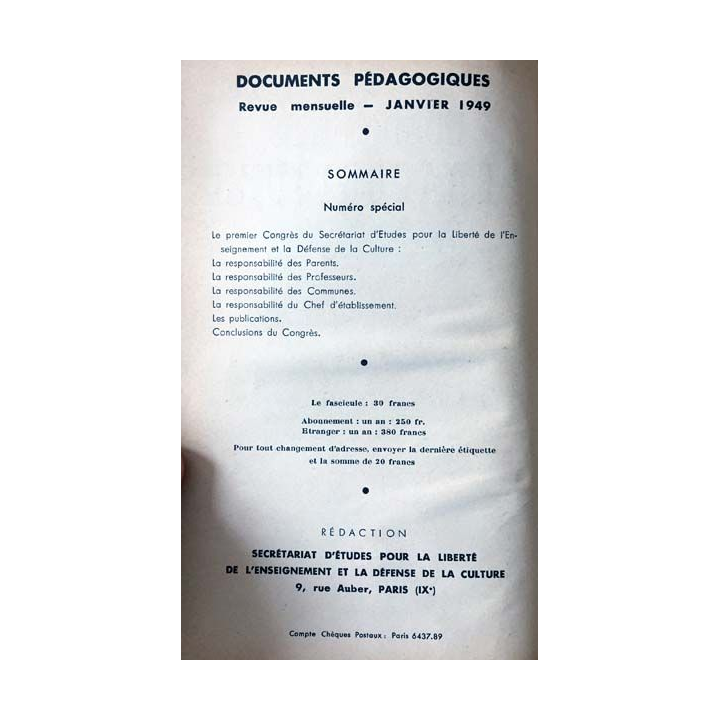 DOCUMENTS PÉDAGOGIQUES
Revue mensuelle — JANVIER 1949
●
SOMMAIRE
Numéro spécial
Le premier Congrès du Secrétariat d'Etudes pour la Liberté de l'En-
seignement et la Défense de la Culture :
La responsabilité des Parents.
La responsabilité des Professeurs.
La responsabilité des Communes.
La responsabilité du Chef d'établissement.
Les publications.
Conclusions du Congrès.
●
Le fascicule : 30 francs
Abonnement : un an : 250 fr.
Etranger : un an : 380 francs
Pour tout changement d'adresse, envoyer la dernière étiquette
et la somme de 20 francs
●
RÉDACTION
SECRÉTARIAT D'ÉTUDES POUR LA LIBERTÉ
DE L'ENSEIGNEMENT ET LA DÉFENSE DE LA CULTURE
9, rue Auber, PARIS (IXᵉ)
Compte Chèques Postaux : Paris 6437.89